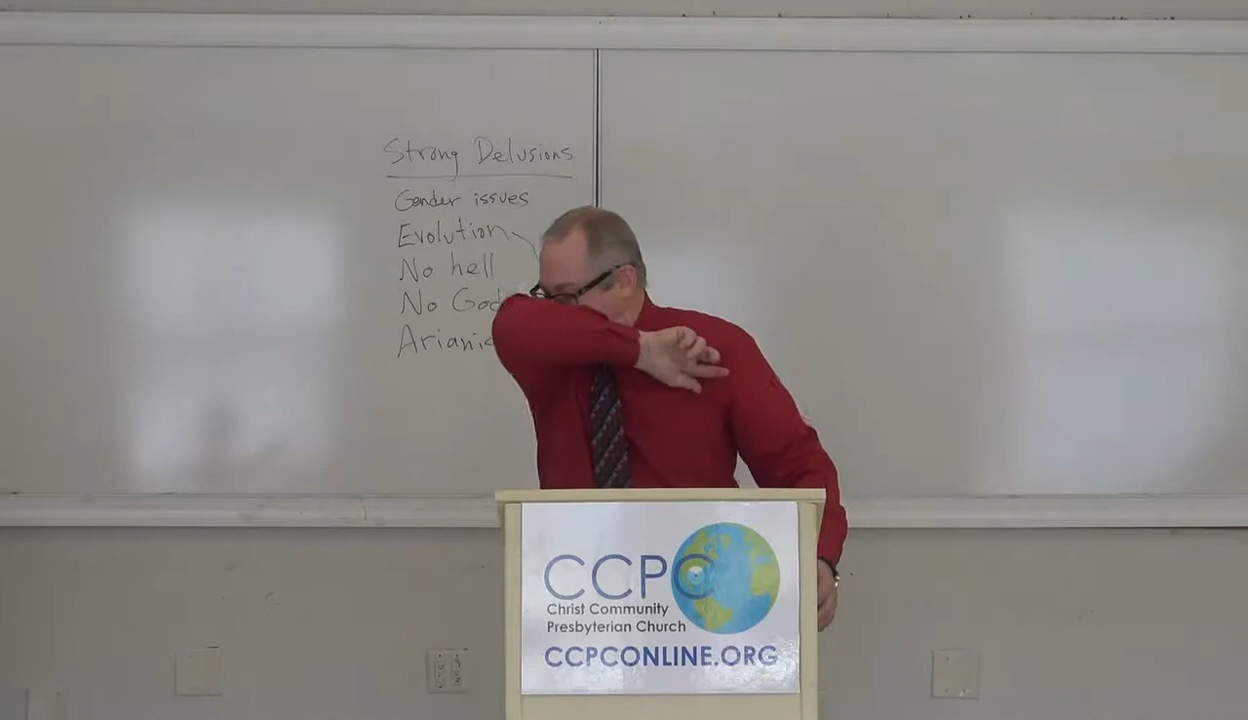 Strong Delusions
Gender issues
Evolution
No hell
No God
CCPC
Christ Community
Presbyterian Church
CCPCONLINE.ORG